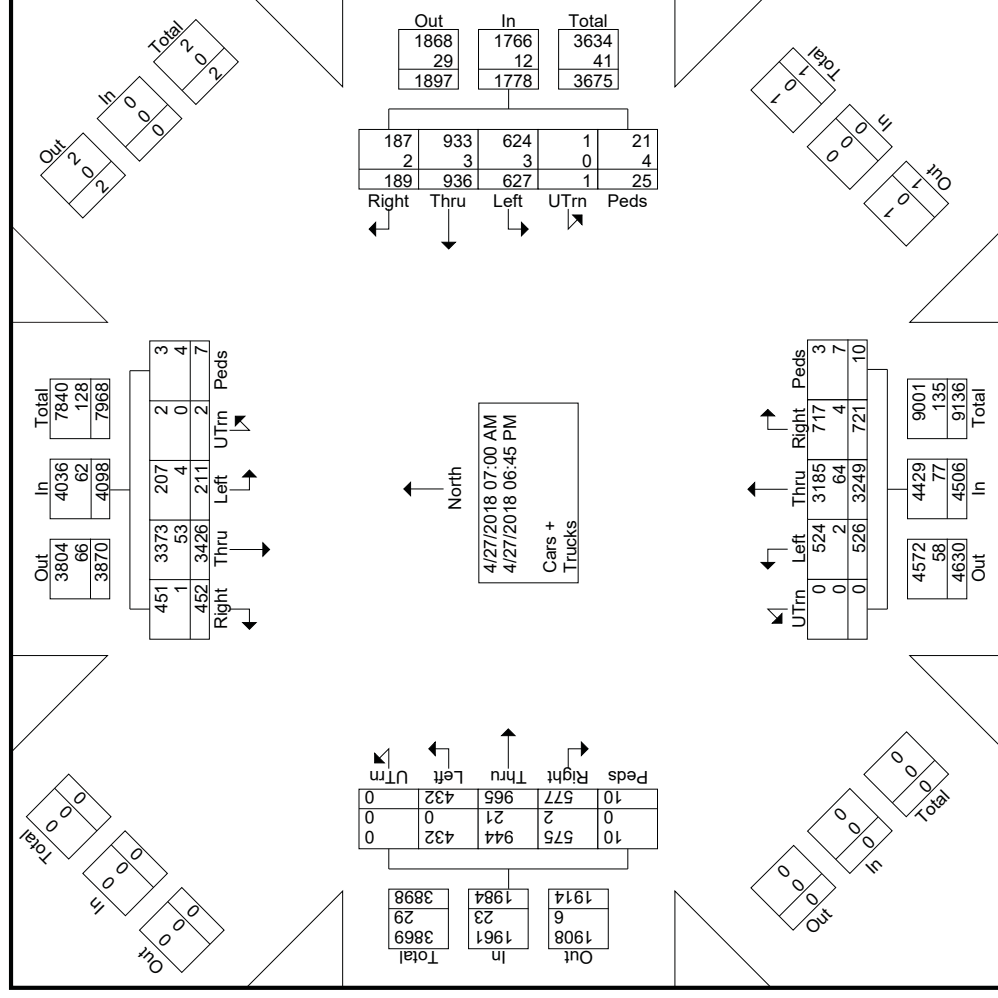 Out In Total
1868 1766 3634
29 12 41
1897 1778 3675
187 933 624 1 21
2 3 3 0 4
189 936 627 1 25
Right Thru Left UTrn Peds
Total
2
0
2
In
0
0
0
Out
2
0
2
Total
1
0
1
In
0
0
0
Out
1
0
1
Out In Total
3804 4036 7840
66 62 128
3870 4098 7968
451 3373 207 2 3
1 53 4 0 4
452 3426 211 2 7
Right Thru Left UTrn Peds
North
4/27/2018 07:00 AM
4/27/2018 06:45 PM
Cars +
Trucks
UTrn Left Thru Right Peds
0 524 3185 717 3
0 2 64 4 7
0 526 3249 721 10
4572 4429 9001
58 77 135
4630 4506 9136
Out In Total
UTrn Left Thru Right Peds
0 432 965 577 10
0 0 21 2 0
0 432 944 575 10
3898 1984 1914
29 23 6
3869 1961 1908
Total In Out
Total
0
0
0
In
0
0
0
Out
0
0
0
Out
0
0
0
In
0
0
0
Total
0
0
0